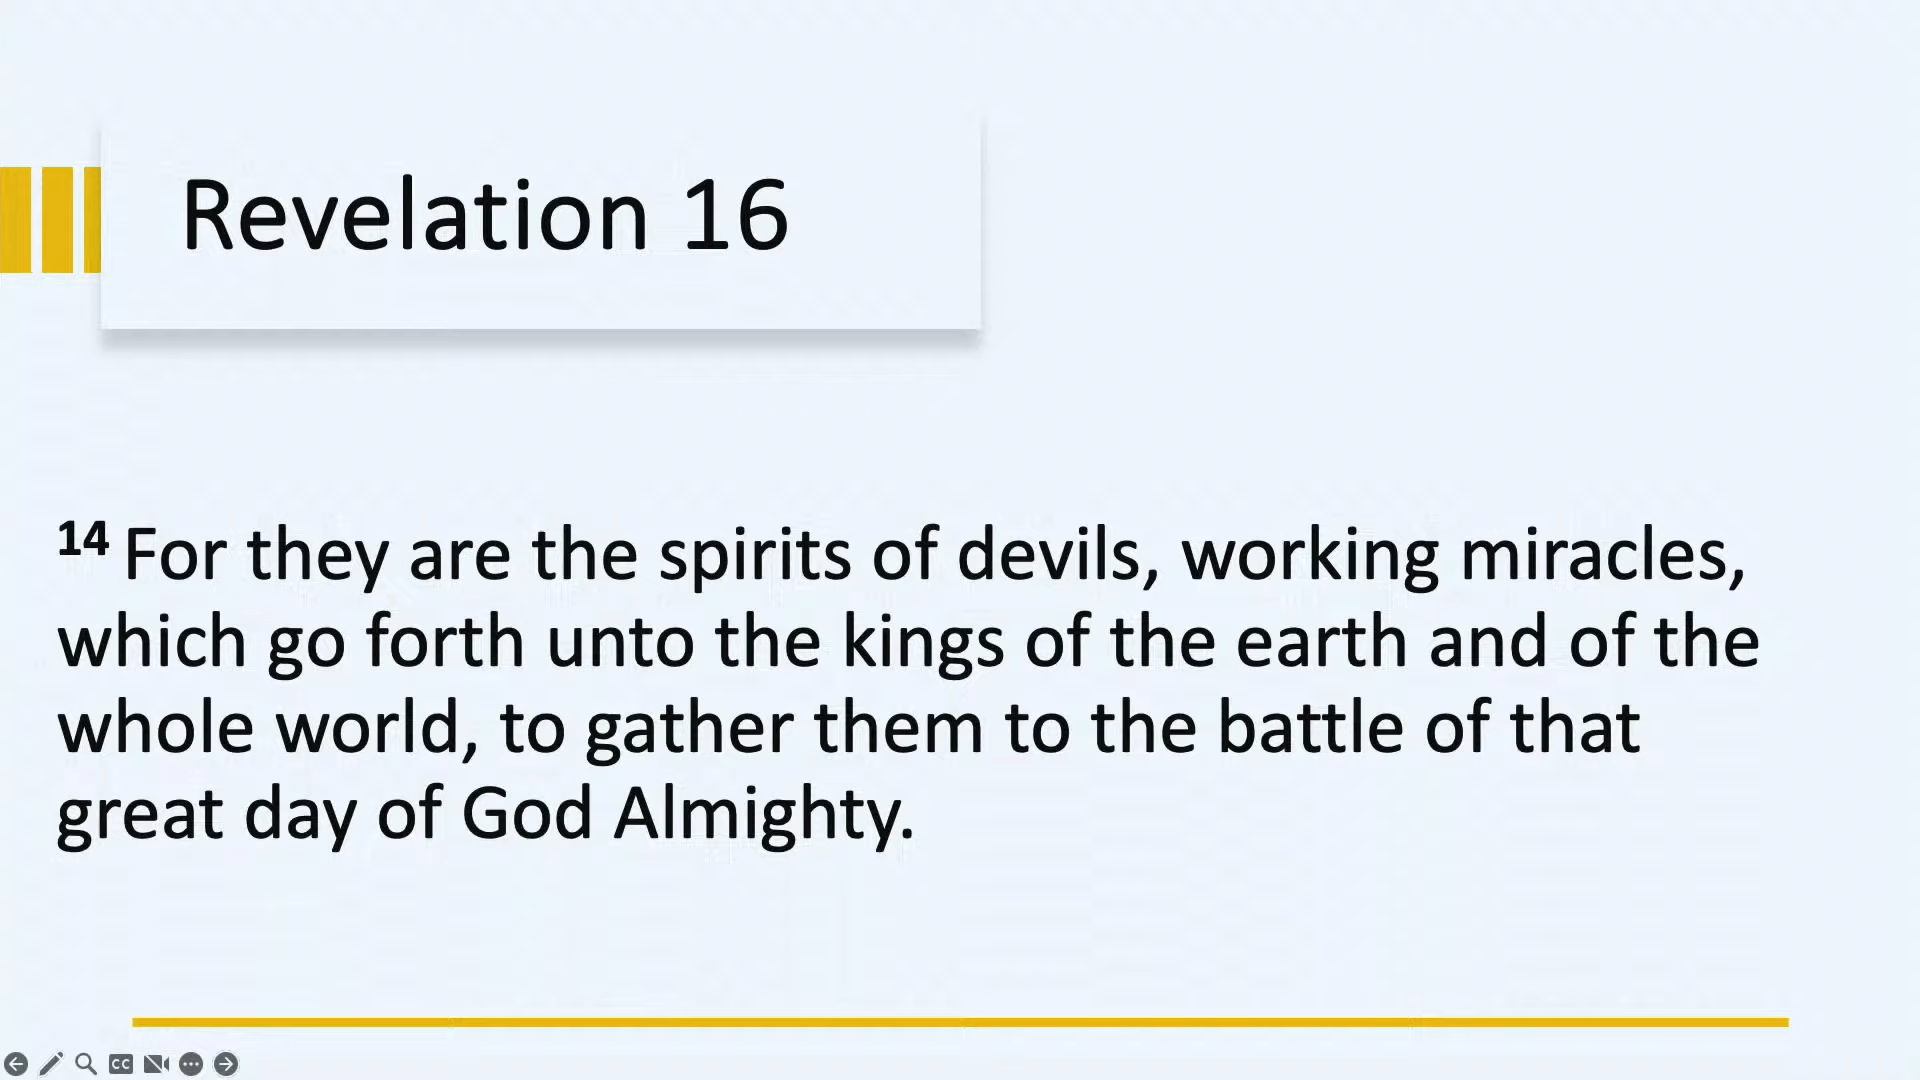 Revelation 16
14 For they are the spirits of devils, working miracles,
which go forth unto the kings of the earth and of the
whole world, to gather them to the battle of that
great day of God Almighty.
CC